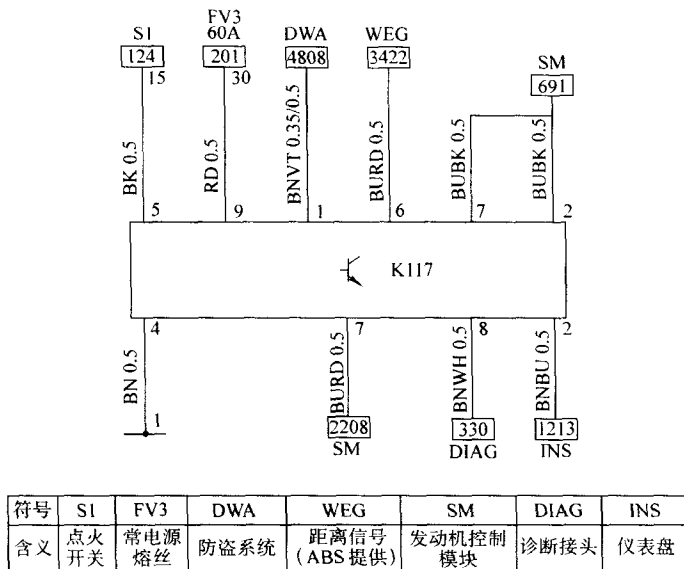 FV3
S1 60A DWA WEG
124 201 4808 3422 SM
15 30 691
BK 0.5 RD 0.5 BNVT 0.35/0.5 BURD 0.5 BUBK 0.5 BUBK 0.5
5 9 1 6 7 2
K117
4 7 8 2
BN 0.5 BURD 0.5 BNWH 0.5 BNBU 0.5
1 2208 330 1213
SM DIAG INS
符号 S1 FV3 DWA WEG SM DIAG INS
含义 点火开关 常电源熔丝 防盗系统 距离信号(ABS提供) 发动机控制模块 诊断接头 仪表盘